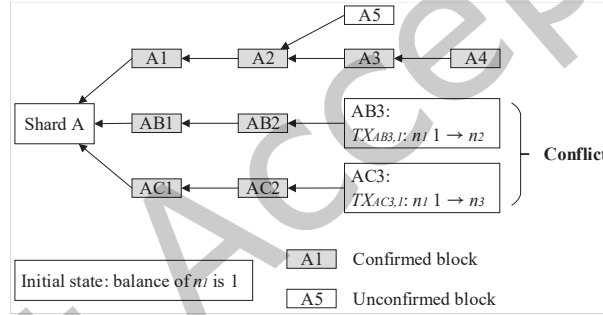 A5
A1
A2
A3
A4
Shard A
AB1
AB2
AB3:
TXAB3,1: n1 1 → n2
Conflict
AC1
AC2
AC3:
TXAC3,1: n1 1 → n3
Initial state: balance of n1 is 1
A1 Confirmed block
A5 Unconfirmed block
Accep